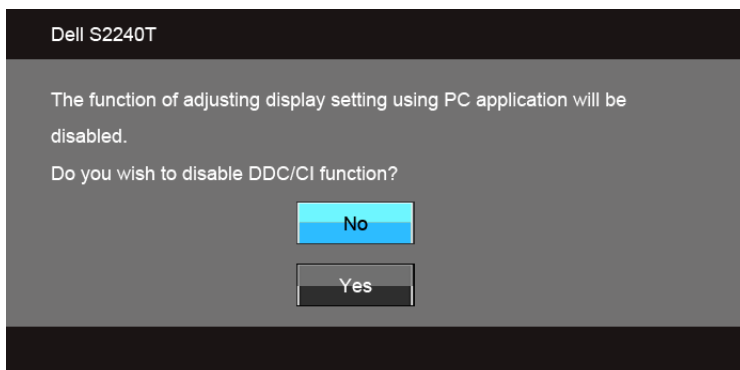 Dell S2240T
The function of adjusting display setting using PC application will be
disabled.
Do you wish to disable DDC/CI function?
No
Yes